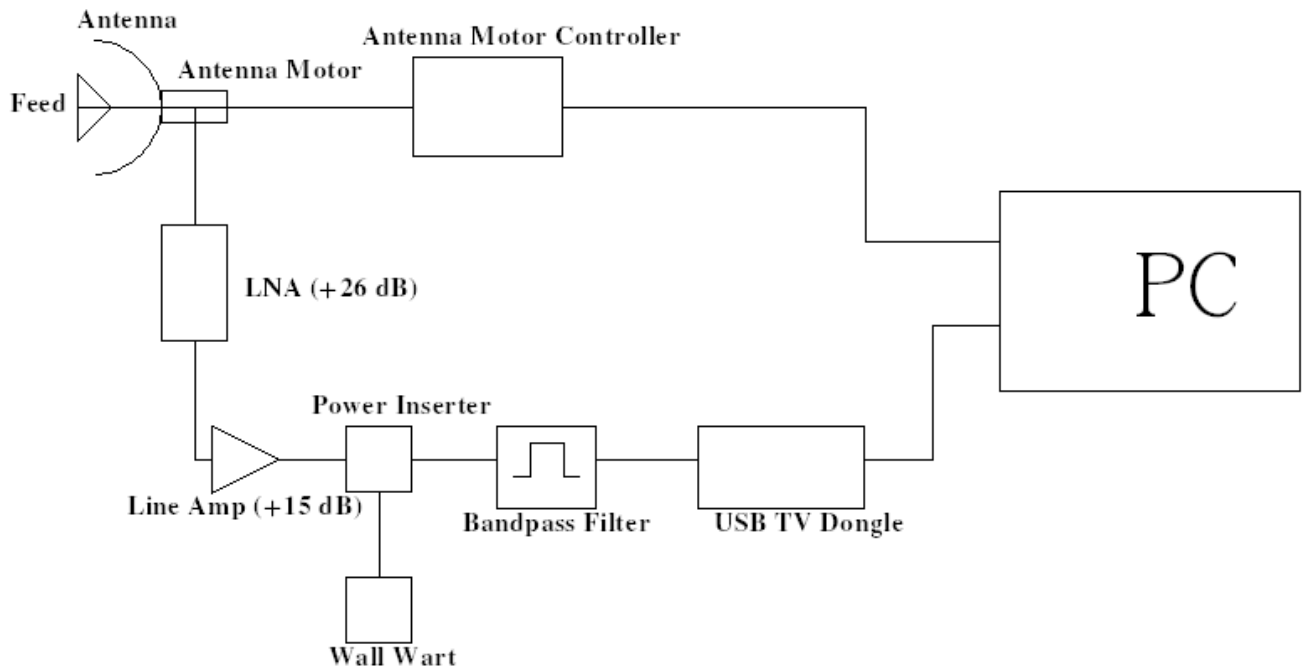 Antenna
Antenna Motor Controller
Antenna Motor
Feed
PC
LNA (+26 dB)
Power Inserter
Line Amp (+15 dB)
Bandpass Filter
USB TV Dongle
Wall Wart